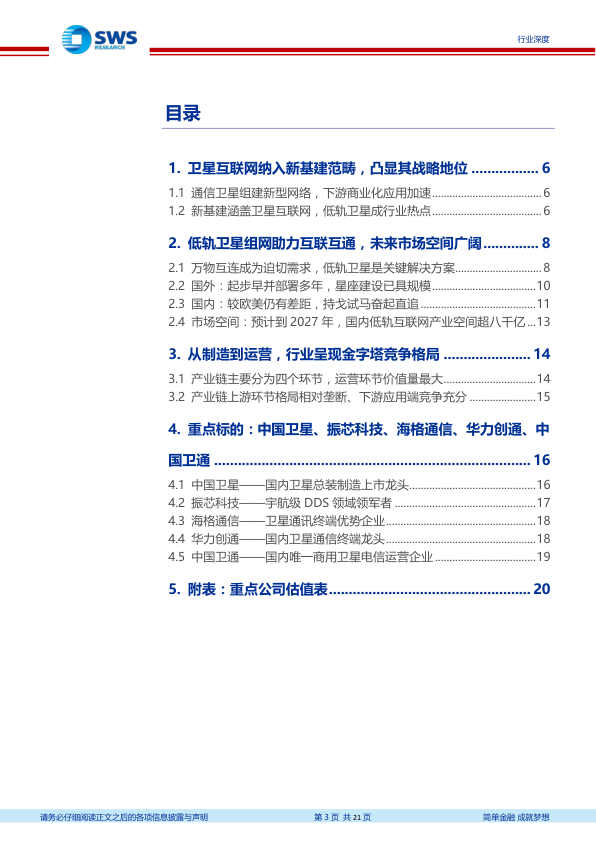 SWS
RESEARCH
行业深度
目录
1. 卫星互联网纳入新基建范畴，凸显其战略地位 ................. 6
1.1 通信卫星组建新型网络，下游商业化应用加速.....................................6
1.2 新基建涵盖卫星互联网，低轨卫星成行业热点.....................................6
2. 低轨卫星组网助力互联互通，未来市场空间广阔.............. 8
2.1 万物互连成为迫切需求，低轨卫星是关键解决方案.............................8
2.2 国外：起步早并部署多年，星座建设已具规模...................................10
2.3 国内：较欧美仍有差距，持戈试马奋起直追.......................................11
2.4 市场空间：预计到 2027 年，国内低轨互联网产业空间超八千亿...13
3. 从制造到运营，行业呈现金字塔竞争格局 ...................... 14
3.1 产业链主要分为四个环节，运营环节价值量最大...............................14
3.2 产业链上游环节格局相对垄断、下游应用端竞争充分 ......................15
4. 重点标的：中国卫星、振芯科技、海格通信、华力创通、中
国卫通 ................................................................................ 16
4.1 中国卫星——国内卫星总装制造上市龙头..........................................16
4.2 振芯科技——宇航级 DDS 领域领军者 ...............................................17
4.3 海格通信——卫星通讯终端优势企业..................................................18
4.4 华力创通——国内卫星通信终端龙头..................................................18
4.5 中国卫通——国内唯一商用卫星电信运营企业 ..................................19
5. 附表：重点公司估值表................................................... 20
请务必仔细阅读正文之后的各项信息披露与声明
第 3 页 共 21 页
简单金融 成就梦想